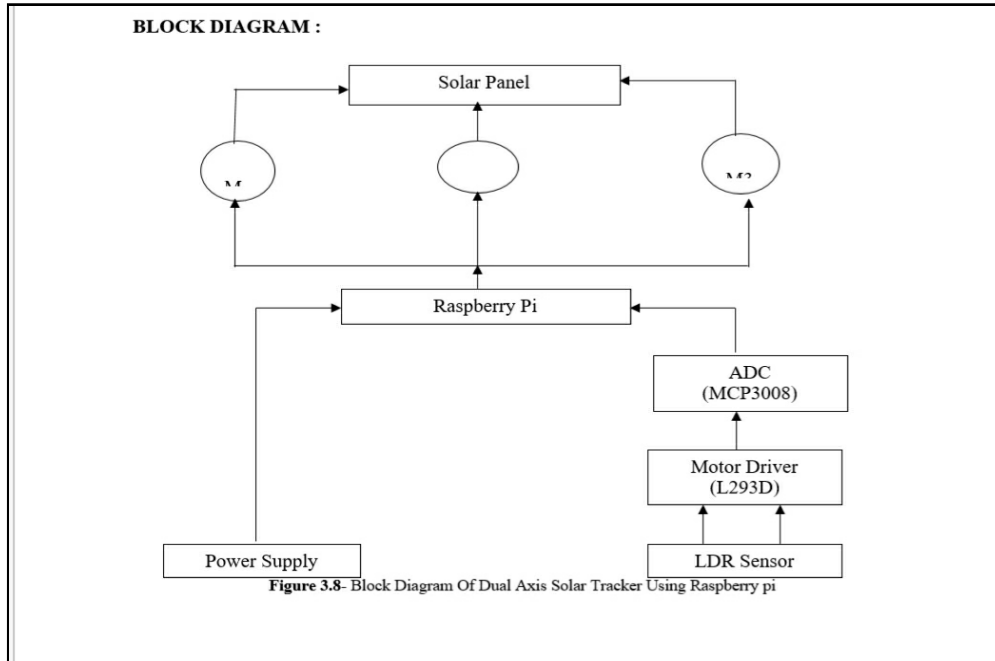 BLOCK DIAGRAM :
Solar Panel
Raspberry Pi
ADC
(MCP3008)
Motor Driver
(L293D)
Power Supply
LDR Sensor
Figure 3.8- Block Diagram Of Dual Axis Solar Tracker Using Raspberry pi